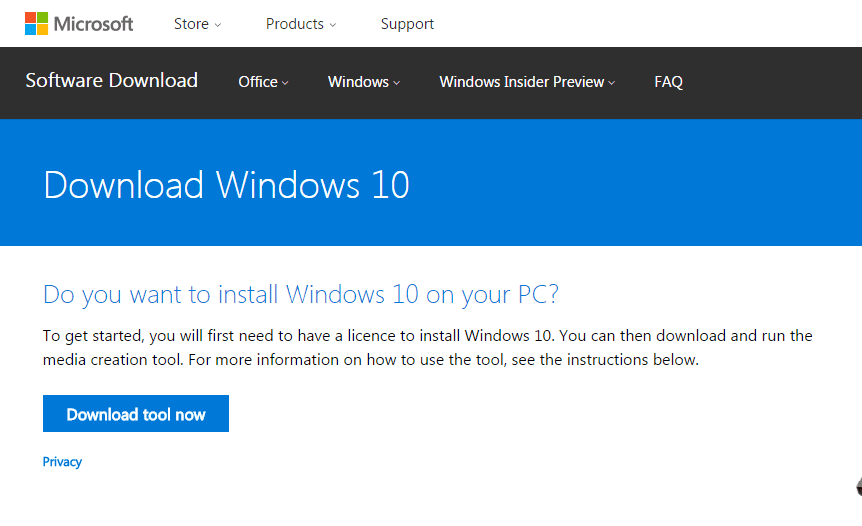 Microsoft Store Products Support
Software Download Office Windows Windows Insider Preview FAQ
Download Windows 10
Do you want to install Windows 10 on your PC?
To get started, you will first need to have a licence to install Windows 10. You can then download and run the
media creation tool. For more information on how to use the tool, see the instructions below.
Download tool now
Privacy